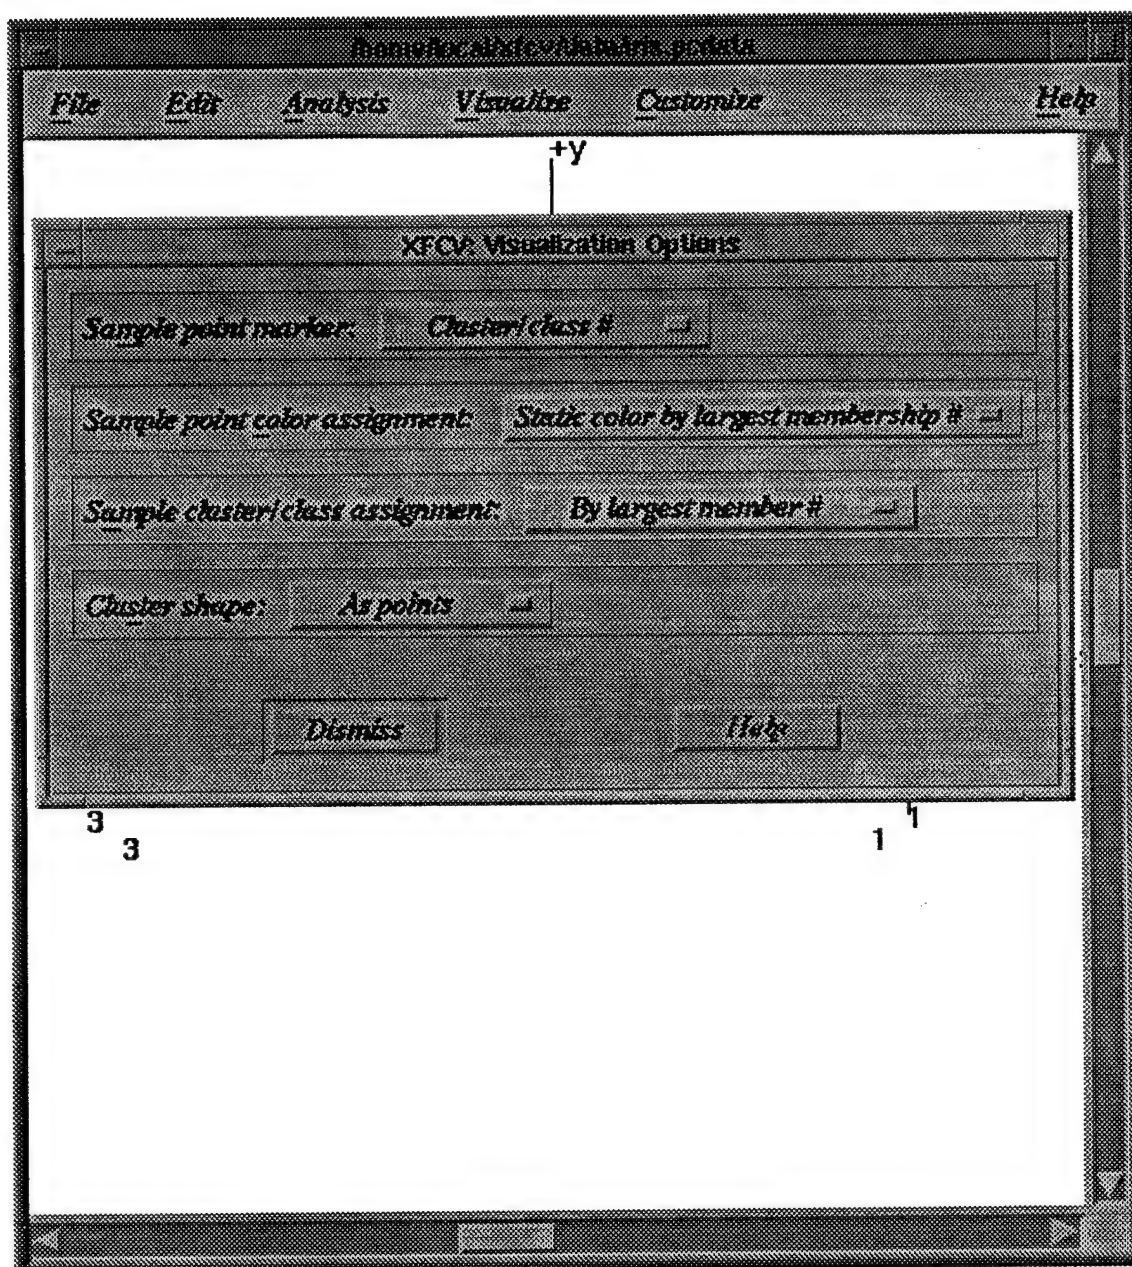 File Edit Analysis Visualize Customize Help
+y
XFCV: Visualization Options
Sample point marker: Cluster/class #
Sample point color assignment: Static color by largest membership #
Sample cluster/class assignment: By largest member #
Cluster shape: As points
Dismiss Help
3 1
3 1